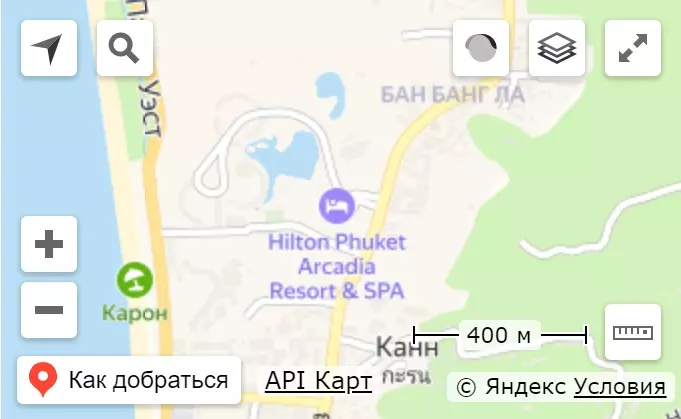 Па
уэст
БАН БАНГ ЛА
Hilton Phuket
Arcadia
Resort & SPA
Карон
400 м
Канн
กะรน
Как добраться
API Карт
© Яндекс Условия